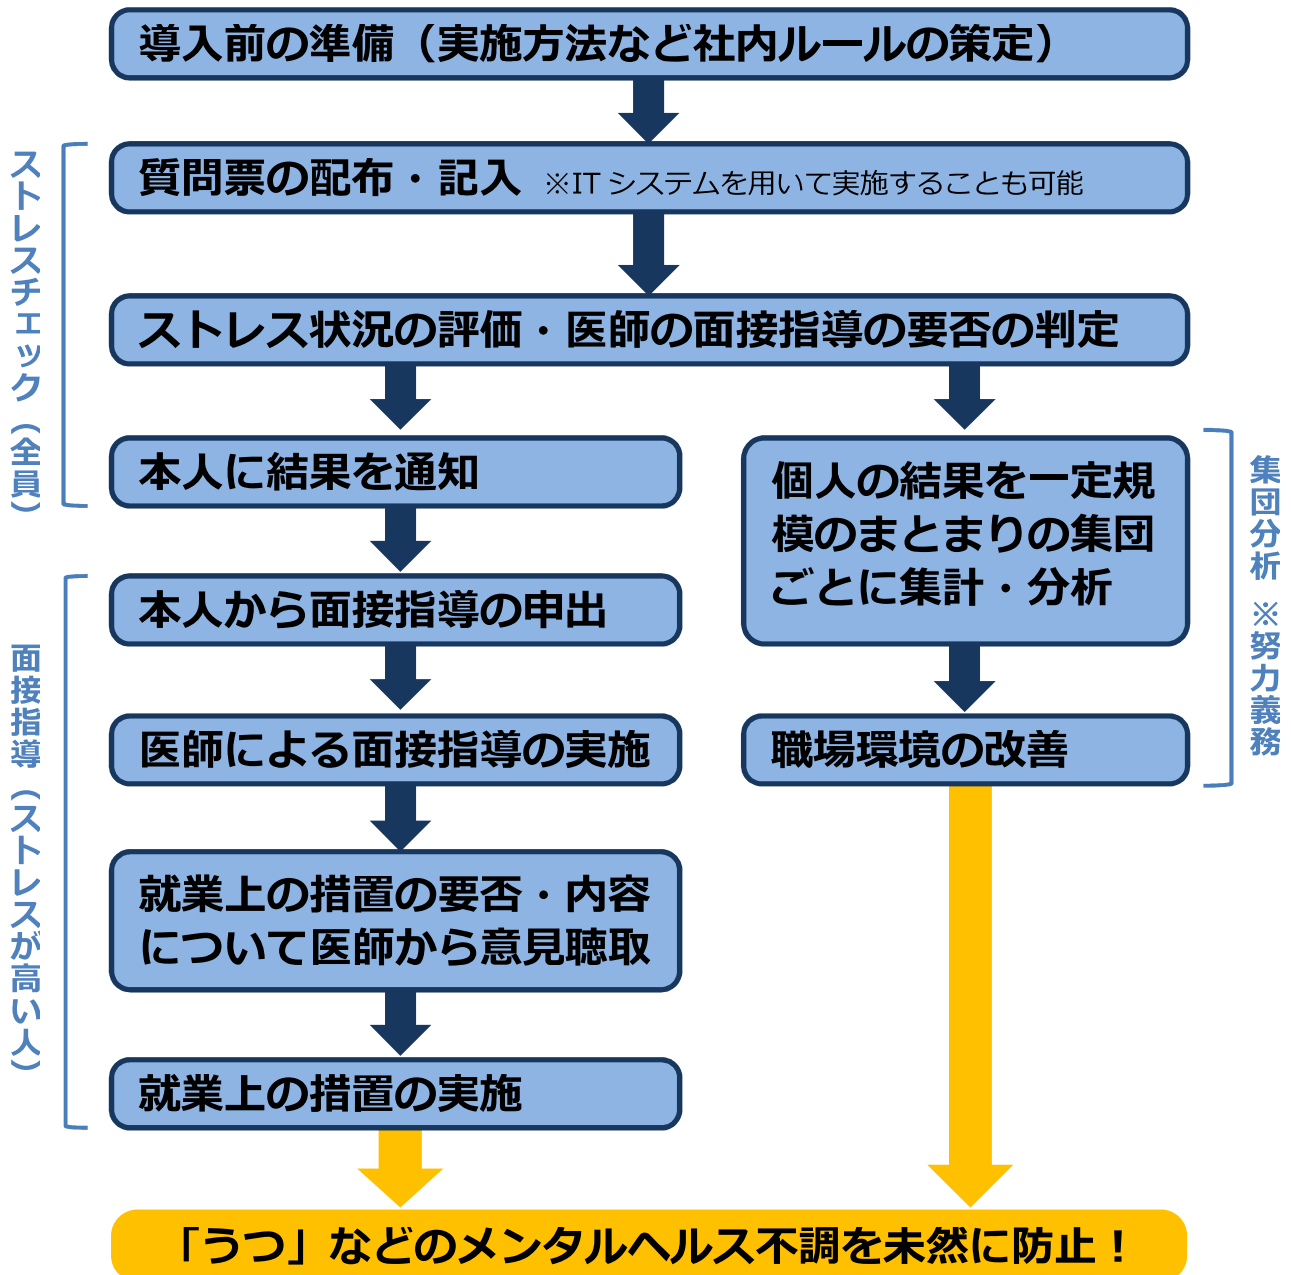 導入前の準備（実施方法など社内ルールの策定）
質問票の配布・記入 ※IT システムを用いて実施することも可能
ストレス状況の評価・医師の面接指導の要否の判定
ストレスチェック（全員）
本人に結果を通知
個人の結果を一定規
模のまとまりの集団
ごとに集計・分析
集団分析 ※努力義務
本人から面接指導の申出
面接指導（ストレスが高い人）
医師による面接指導の実施
職場環境の改善
就業上の措置の要否・内容
について医師から意見聴取
就業上の措置の実施
「うつ」などのメンタルヘルス不調を未然に防止！